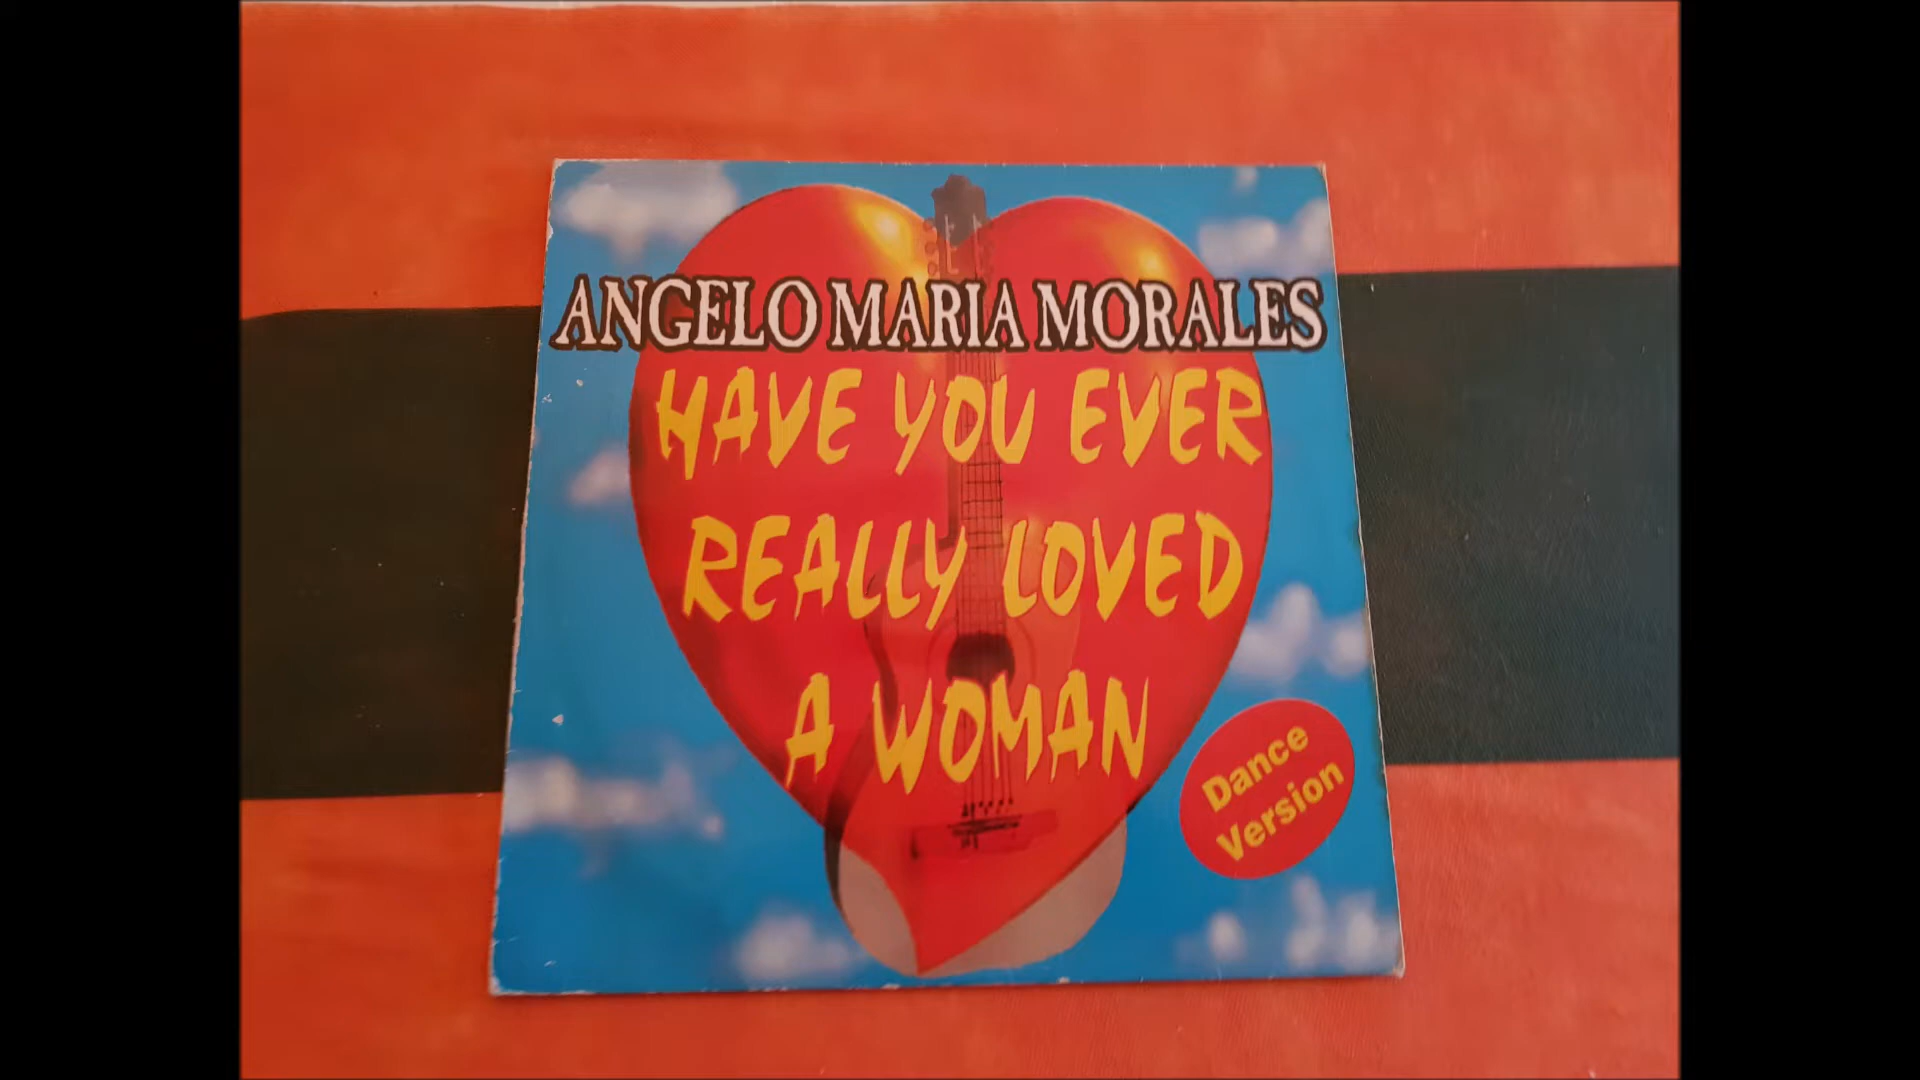 ANGELO MARIA MORALES
HAVE YOU EVER
REALLY LOVED
A WOMAN
Dance
Version